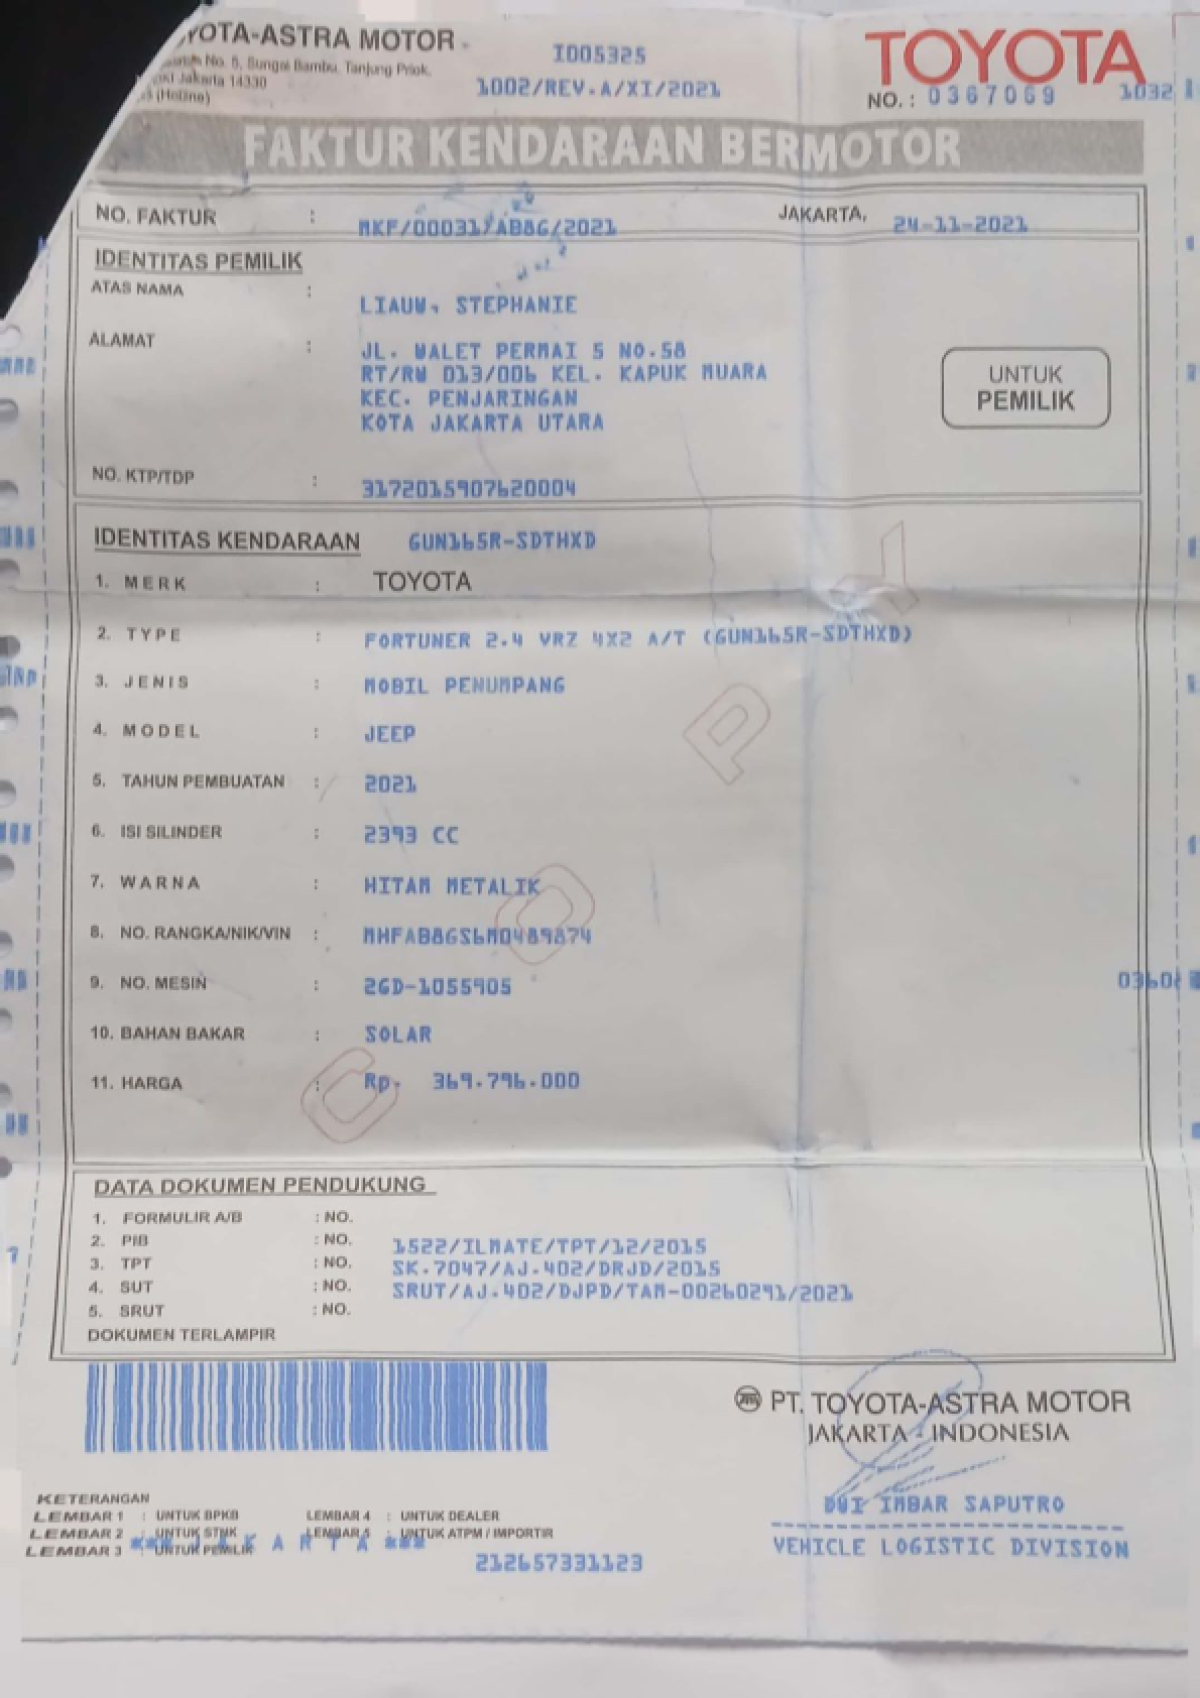 YOTA-ASTRA MOTOR
No. 5, Sungai Bambu, Tanjung Priok,
Jakarta 14330
(Hotline)
I005325
1002/REV.A/XI/2021
TOYOTA
NO. : 0367069
1032
FAKTUR KENDARAAN BERMOTOR
NO. FAKTUR : MKF/00031/AB8G/2021 JAKARTA, 24-11-2021
IDENTITAS PEMILIK
ATAS NAMA : LIAUW, STEPHANIE
ALAMAT : JL. WALET PERMAI 5 NO.58
RT/RW 013/006 KEL. KAPUK MUARA
KEC. PENJARINGAN
KOTA JAKARTA UTARA
UNTUK
PEMILIK
NO. KTP/TDP : 3172015907620004
IDENTITAS KENDARAAN GUN165R-SDTHXD
1. MERK : TOYOTA
2. TYPE : FORTUNER 2.4 VRZ 4X2 A/T (GUN165R-SDTHXD)
3. JENIS : MOBIL PENUMPANG
4. MODEL : JEEP
5. TAHUN PEMBUATAN : 2021
6. ISI SILINDER : 2393 CC
7. WARNA : HITAM METALIK
8. NO. RANGKA/NIK/VIN : MHFAB8GS6M0489874
9. NO. MESIN : 2GD-1055905
10. BAHAN BAKAR : SOLAR
11. HARGA : Rp. 369.796.000
COPY
DATA DOKUMEN PENDUKUNG
1. FORMULIR A/B : NO.
2. PIB : NO. 1522/ILMATE/TPT/12/2015
3. TPT : NO. SK.7047/AJ.402/DRJD/2015
4. SUT : NO. SRUT/AJ.402/DJPD/TAM-00260291/2021
5. SRUT : NO.
DOKUMEN TERLAMPIR
PT. TOYOTA-ASTRA MOTOR
JAKARTA - INDONESIA
DWI IMBAR SAPUTRO
VEHICLE LOGISTIC DIVISION
KETERANGAN
LEMBAR 1 : UNTUK BPKB LEMBAR 4 : UNTUK DEALER
LEMBAR 2 : UNTUK STNK LEMBAR 5 : UNTUK ATPM / IMPORTIR
LEMBAR 3 : UNTUK PEMILIK
*** JAKARTA ***
212657331123